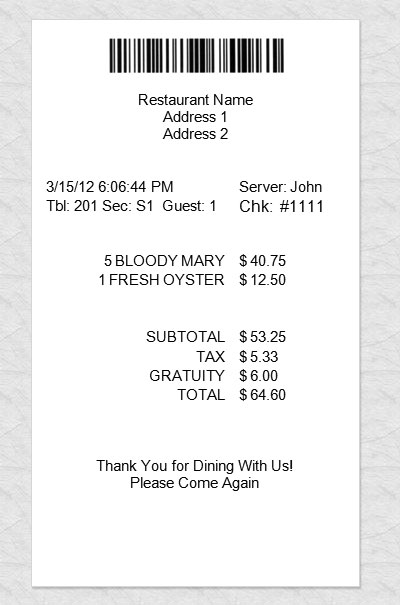 Restaurant Name
Address 1
Address 2
3/15/12 6:06:44 PM Server: John
Tbl: 201 Sec: S1 Guest: 1 Chk: #1111
5 BLOODY MARY $ 40.75
1 FRESH OYSTER $ 12.50
SUBTOTAL $ 53.25
TAX $ 5.33
GRATUITY $ 6.00
TOTAL $ 64.60
Thank You for Dining With Us!
Please Come Again